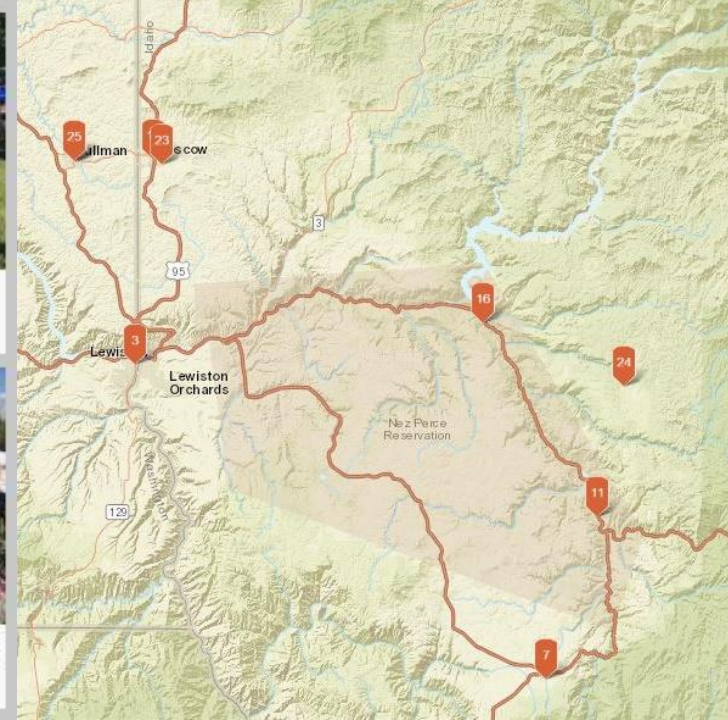 Idaho
25
23
ullman
scow
3
95
16
3
Lewis
24
Lewiston
Orchards
Nez Perce
Reservation
Washington
11
129
7